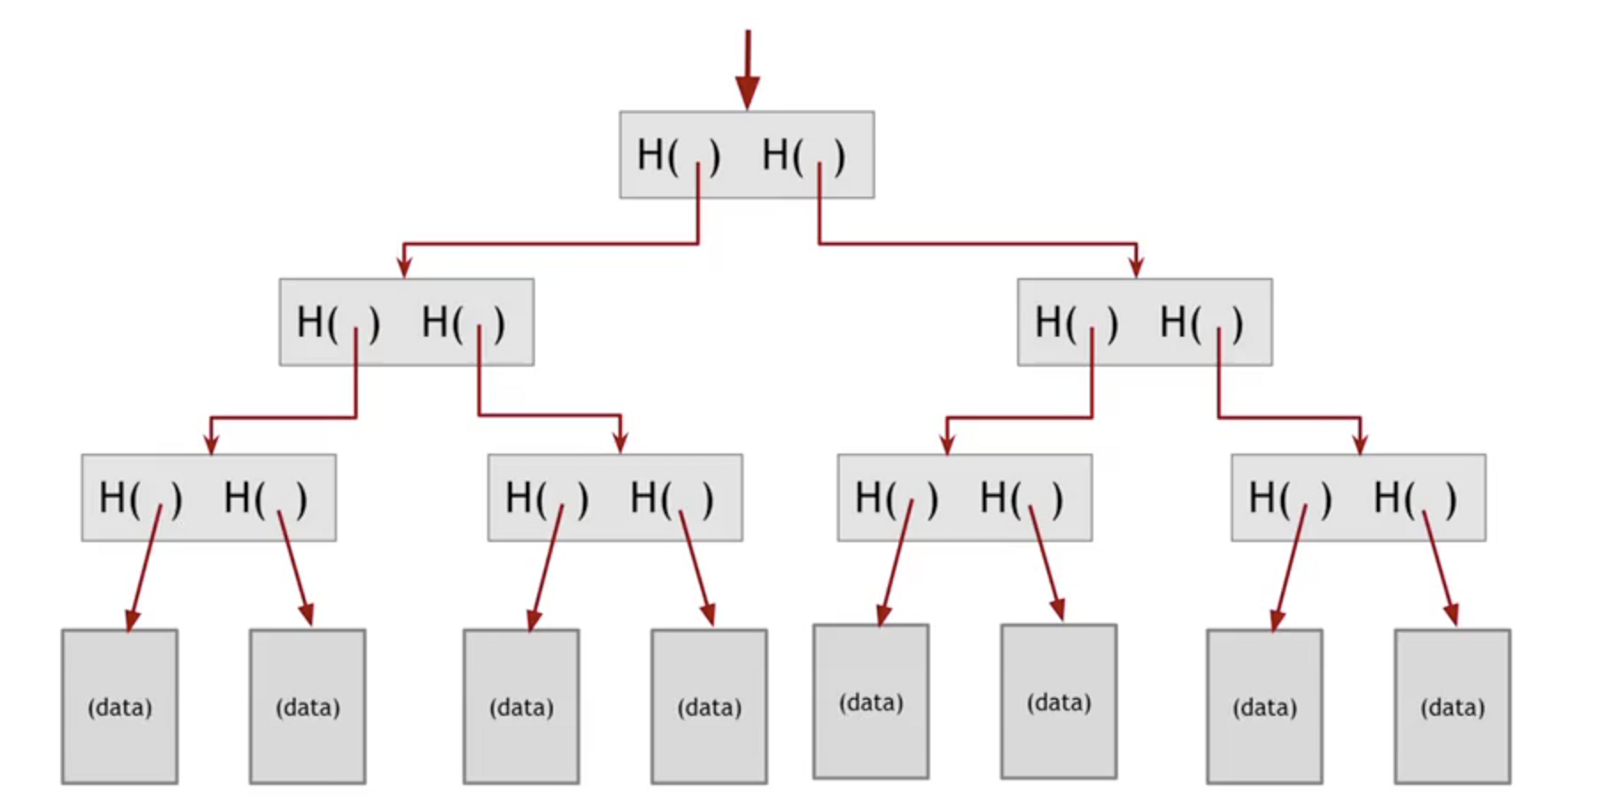 H( ) H( )
H( ) H( ) H( ) H( )
H( ) H( ) H( ) H( ) H( ) H( ) H( ) H( )
(data) (data) (data) (data) (data) (data) (data) (data)